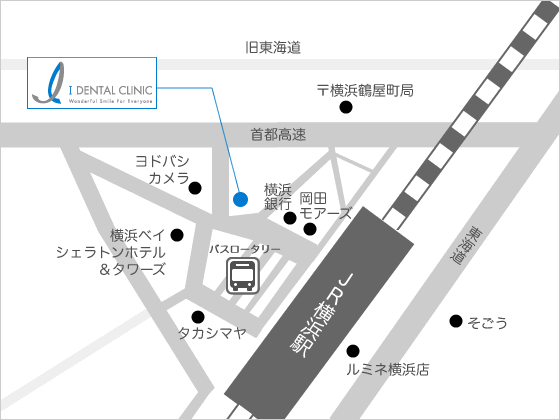 旧東海道
I DENTAL CLINIC
Wonderful Smile For Everyone
〒横浜鶴屋町局
首都高速
ヨドバシ
カメラ
横浜
銀行
岡田
モアーズ
横浜ベイ
シェラトンホテル
＆タワーズ
バスロータリー
東海道
JR横浜駅
タカシマヤ
そごう
ルミネ横浜店